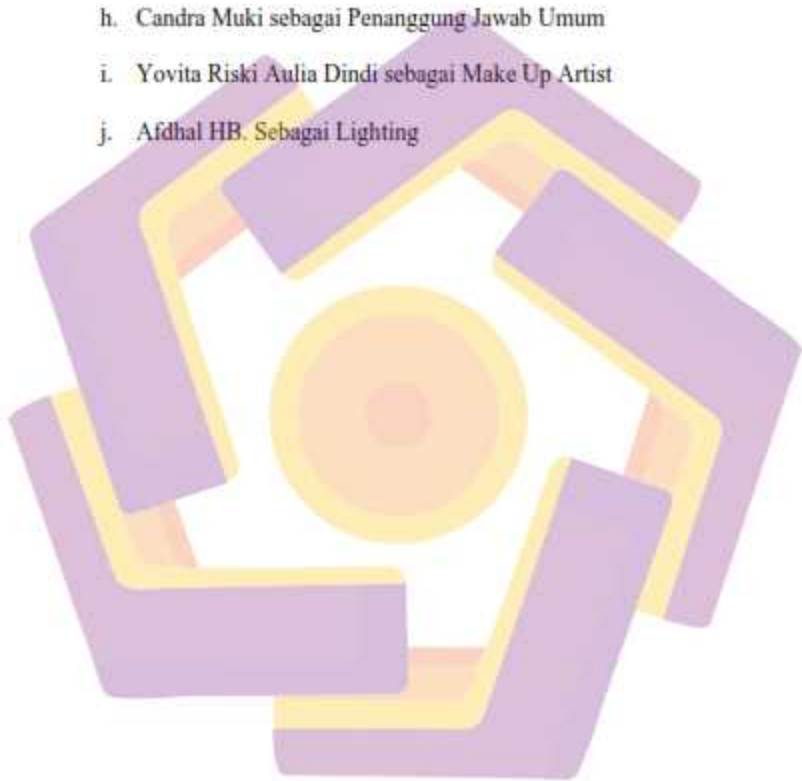 h. Candra Muki sebagai Penanggung Jawab Umum
i. Yovita Riski Aulia Dindi sebagai Make Up Artist
j. Afdhal HB. Sebagai Lighting